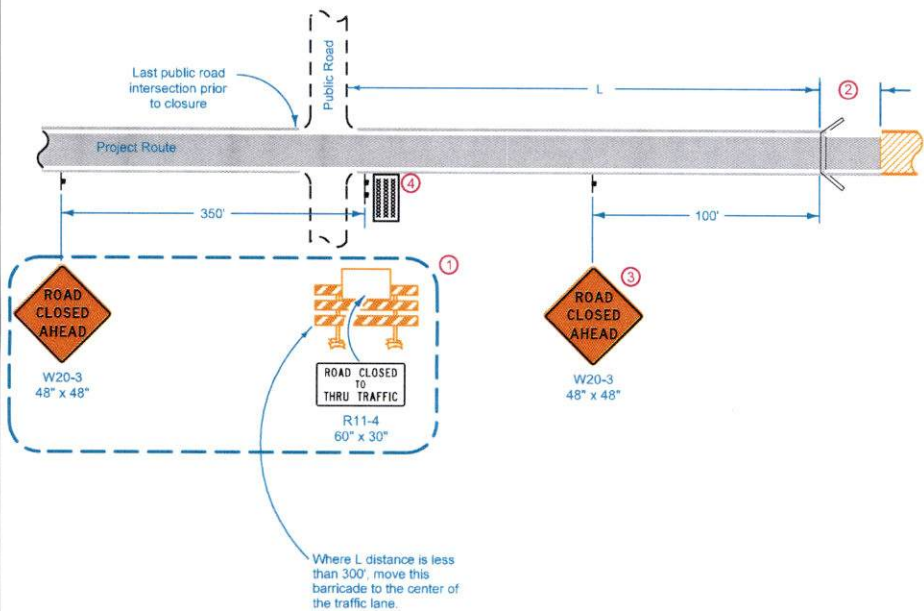 Last public road
intersection prior
to closure
Public Road
L
2
Project Route
4
350'
100'
1
3
ROAD
CLOSED
AHEAD
ROAD
CLOSED
AHEAD
W20-3
48" x 48"
ROAD CLOSED
TO
THRU TRAFFIC
R11-4
60" x 30"
W20-3
48" x 48"
Where L distance is less
than 300', move this
barricade to the center of
the traffic lane.